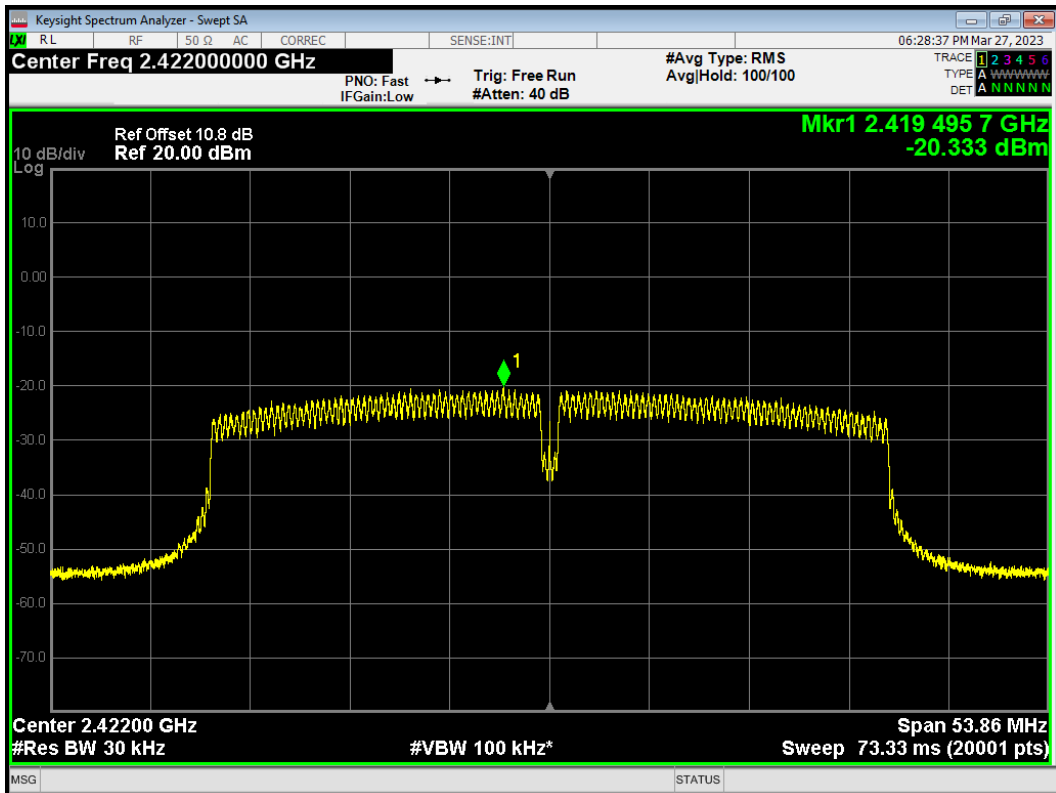 Keysight Spectrum Analyzer - Swept SA
LXI RL RF 50 Ω AC CORREC SENSE:INT 06:28:37 PM Mar 27, 2023
Center Freq 2.422000000 GHz
PNO: Fast
IFGain:Low
Trig: Free Run
#Atten: 40 dB
#Avg Type: RMS
Avg|Hold: 100/100
TRACE 1 2 3 4 5 6
TYPE A WWWWW
DET A N N N N N
Mkr1 2.419 495 7 GHz
-20.333 dBm
Ref Offset 10.8 dB
10 dB/div Ref 20.00 dBm
Log
10.0
0.00
-10.0
1
-20.0
-30.0
-40.0
-50.0
-60.0
-70.0
Center 2.42200 GHz Span 53.86 MHz
#Res BW 30 kHz #VBW 100 kHz* Sweep 73.33 ms (20001 pts)
MSG STATUS